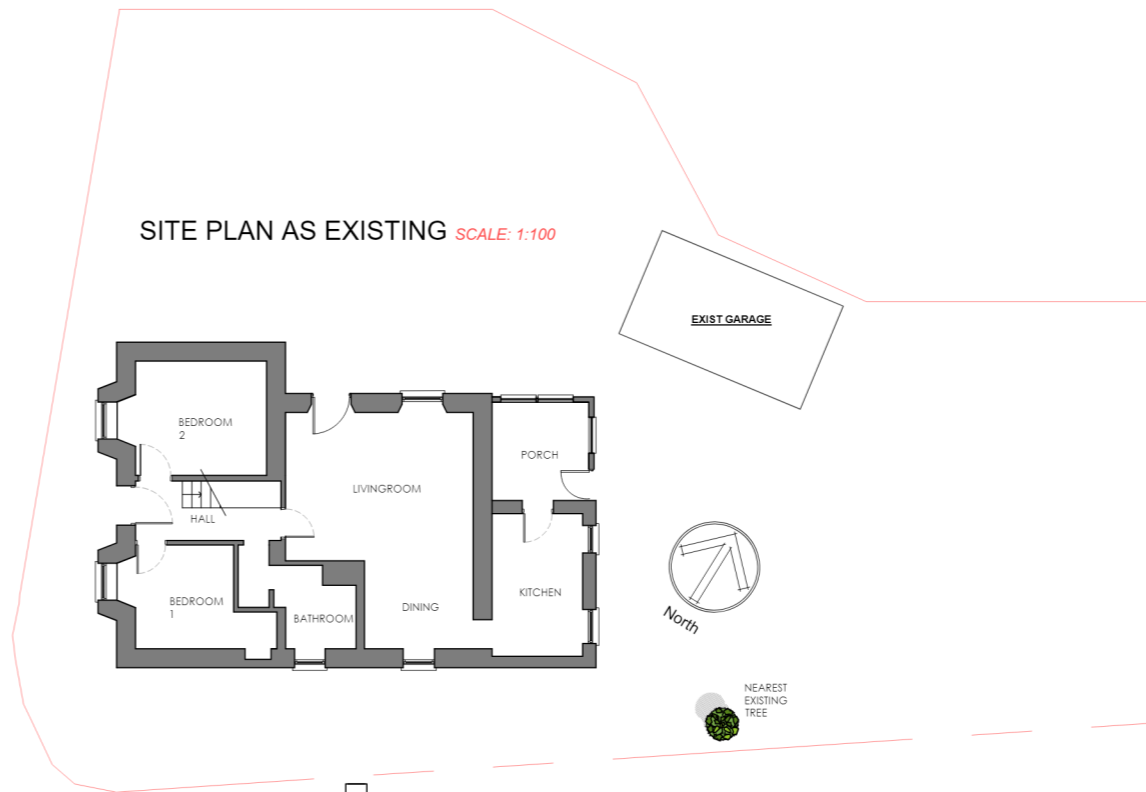 SITE PLAN AS EXISTING SCALE: 1:100
EXIST GARAGE
BEDROOM
2
PORCH
LIVINGROOM
HALL
KITCHEN
BEDROOM
1
DINING
BATHROOM
North
NEAREST
EXISTING
TREE